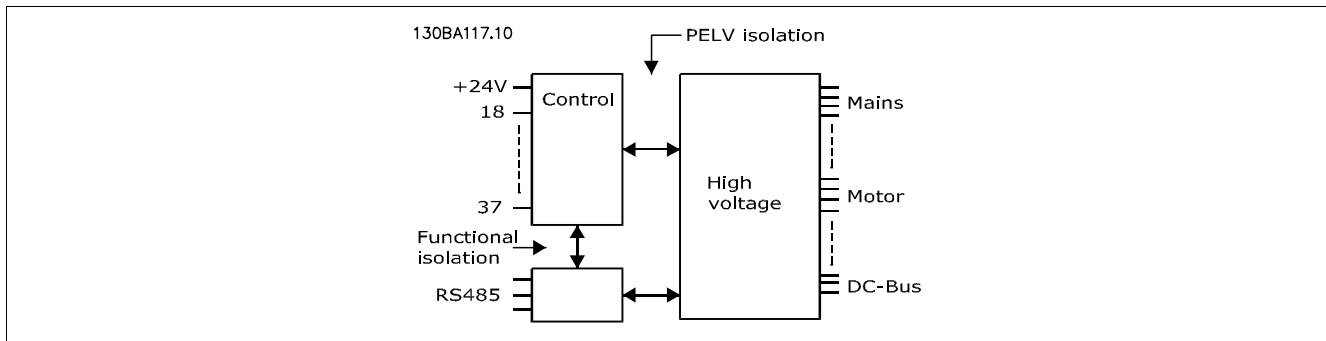 130BA117.10
PELV isolation
+24V
Control
Mains
18
High
voltage
Motor
37
Functional
isolation
RS485
DC-Bus